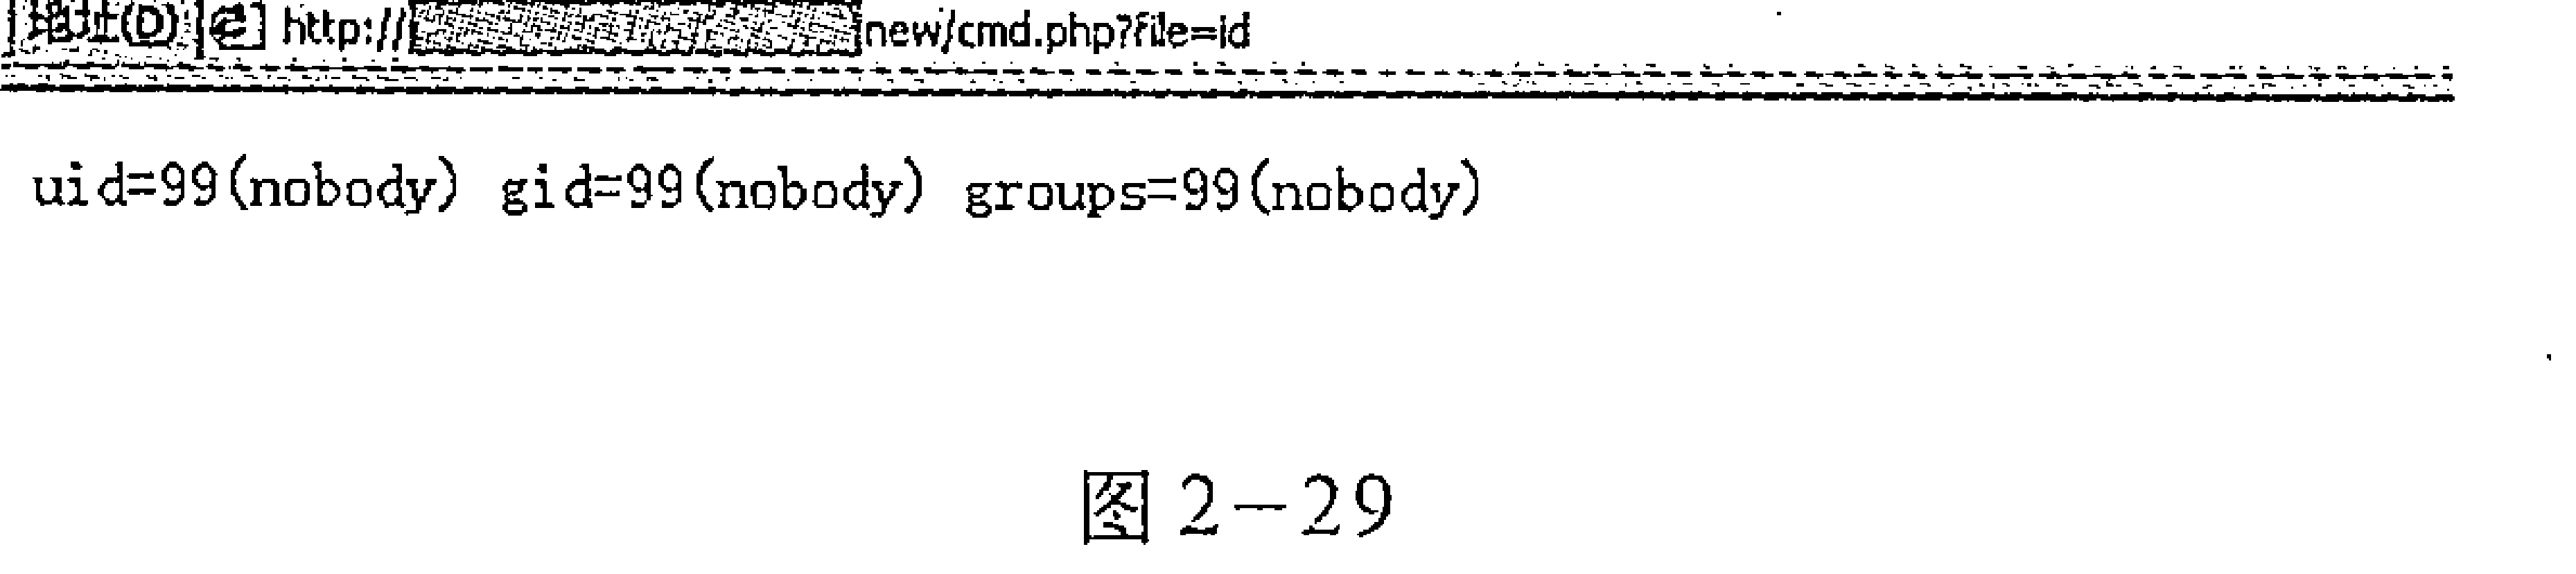 地址(D) http:// new/cmd.php?file=id
uid=99(nobody) gid=99(nobody) groups=99(nobody)
图 2-29